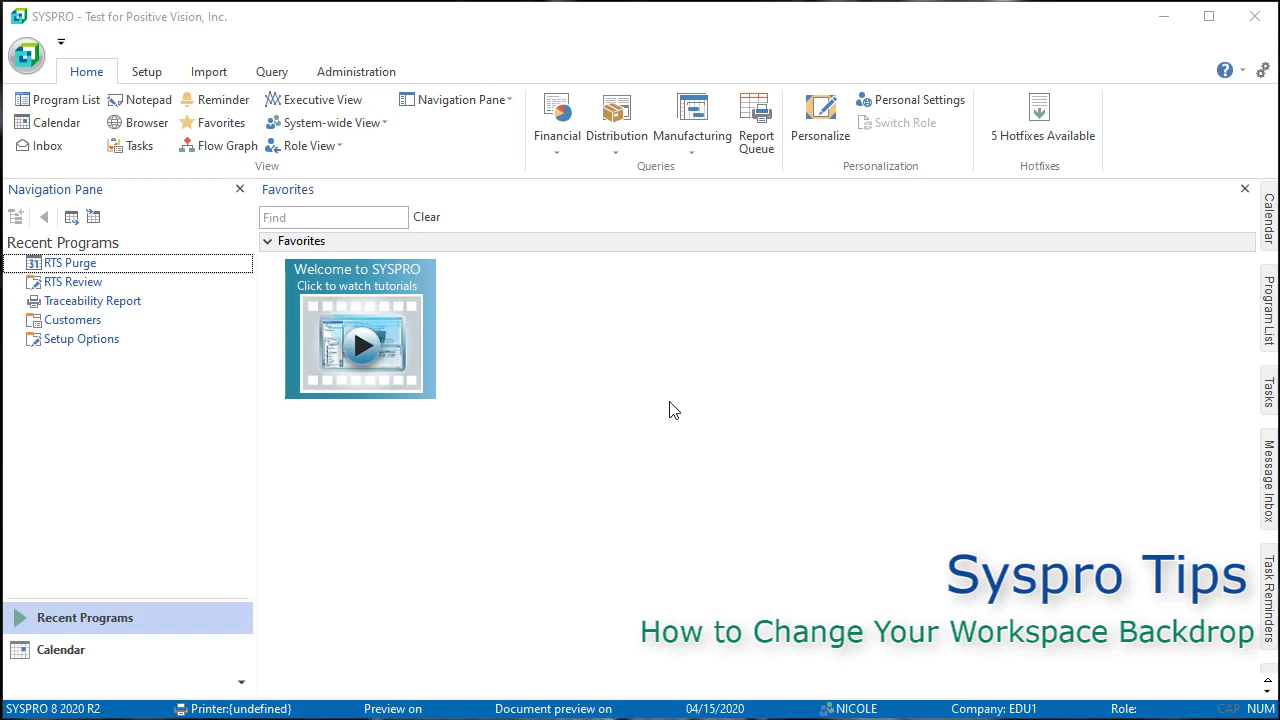 SYSPRO - Test for Positive Vision, Inc.
Home
Setup
Import
Query
Administration
Program List
Notepad
Reminder
Executive View
Navigation Pane
Calendar
Browser
Favorites
System-wide View
Inbox
Tasks
Flow Graph
Role View
View
Financial
Distribution
Manufacturing
Report Queue
Queries
Personalize
Personal Settings
Switch Role
Personalization
5 Hotfixes Available
Hotfixes
Navigation Pane
Recent Programs
31 RTS Purge
RTS Review
Traceability Report
Customers
Setup Options
Recent Programs
Calendar
Favorites
Find
Clear
Favorites
Welcome to SYSPRO
Click to watch tutorials
Calendar
Program List
Tasks
Message Inbox
Task Reminders
Syspro Tips
How to Change Your Workspace Backdrop
SYSPRO 8 2020 R2
Printer:{undefined}
Document preview on
04/15/2020
NICOLE
Company: EDU1
Role:
CAP
NUM